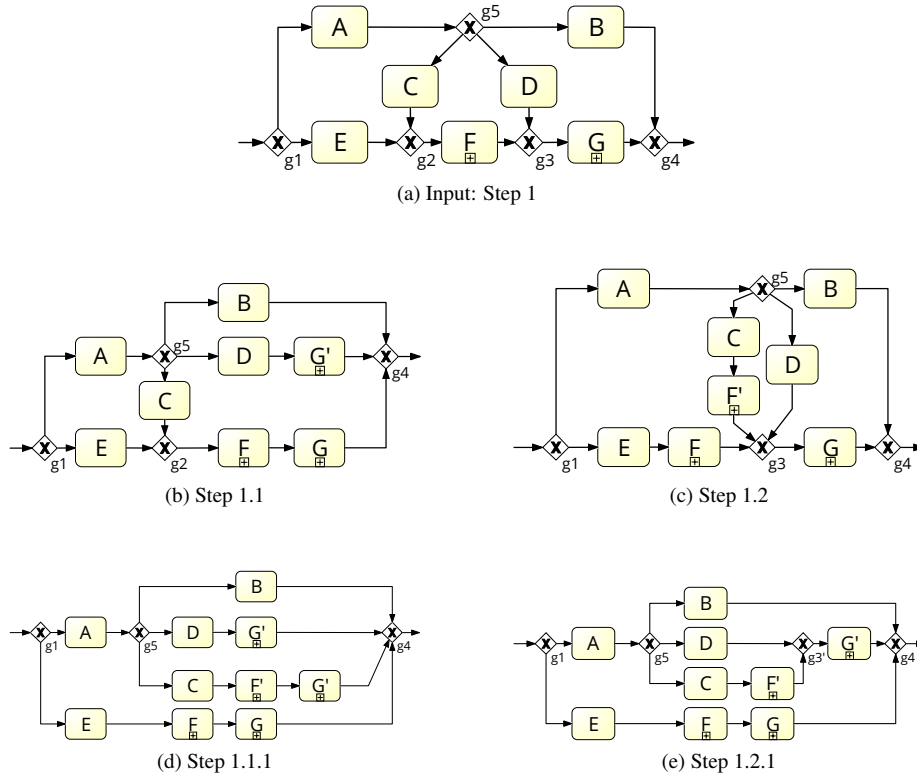 A g5 B
C D
g1 E g2 F g3 G g4
(a) Input: Step 1
B
A g5 D G' g4
C
g1 E g2 F G
(b) Step 1.1
A g5 B
C
D
F'
g1 E F g3 G g4
(c) Step 1.2
B
g1 A g5 D G' g4
C F' G'
E F G
(d) Step 1.1.1
B
g1 A g5 D g3' G' g4
C F'
E F G
(e) Step 1.2.1